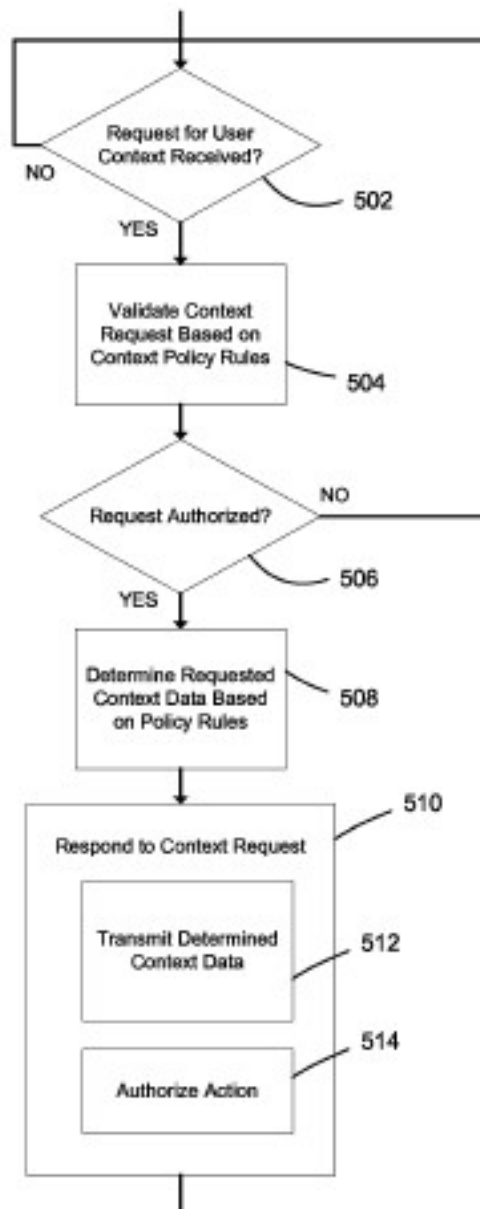 Request for User
Context Received?
NO
502
YES
Validate Context
Request Based on
Context Policy Rules
504
NO
Request Authorized?
506
YES
Determine Requested
Context Data Based
on Policy Rules
508
510
Respond to Context Request
Transmit Determined
Context Data
512
514
Authorize Action